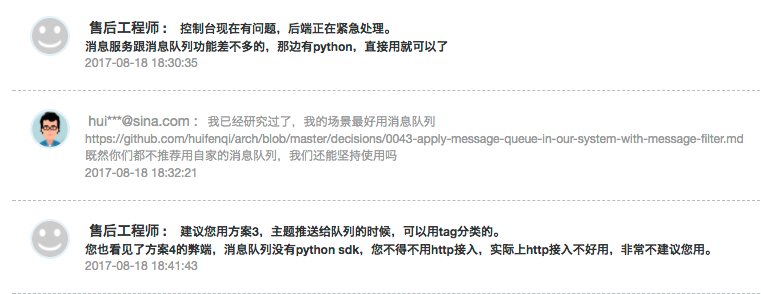 售后工程师： 控制台现在有问题，后端正在紧急处理。
消息服务跟消息队列功能差不多的，那边有python，直接用就可以了
2017-08-18 18:30:35
hui***@sina.com： 我已经研究过了，我的场景最好用消息队列
https://github.com/huifenqi/arch/blob/master/decisions/0043-apply-message-queue-in-our-system-with-message-filter.md
既然你们都不推荐用自家的消息队列，我们还能坚持使用吗
2017-08-18 18:32:21
售后工程师： 建议您用方案3，主题推送给队列的时候，可以用tag分类的。
您也看见了方案4的弊端，消息队列没有python sdk，您不得不用http接入，实际上http接入不好用，非常不建议您用。
2017-08-18 18:41:43